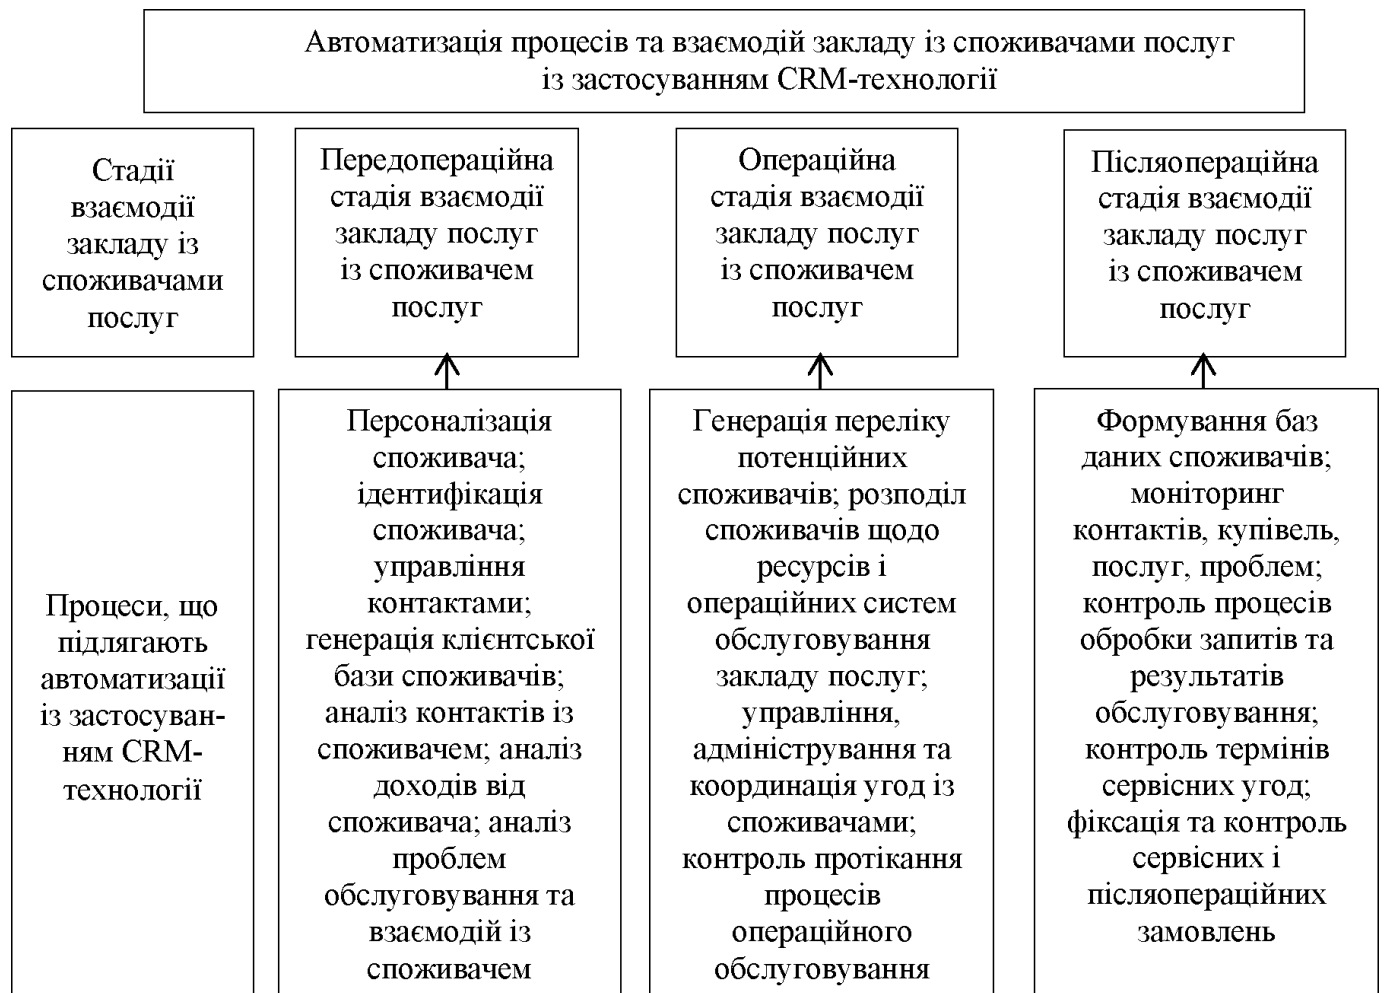 Автоматизація процесів та взаємодій закладу із споживачами послуг
із застосуванням CRM-технології
Стадії
взаємодії
закладу із
споживачами
послуг
Передопераційна
стадія взаємодії
закладу послуг
із споживачем
послуг
Операційна
стадія взаємодії
закладу послуг
із споживачем
послуг
Післяопераційна
стадія взаємодії
закладу послуг
із споживачем
послуг
Процеси, що
підлягають
автоматизації
із застосуван-
ням CRM-
технології
Персоналізація
споживача;
ідентифікація
споживача;
управління
контактами;
генерація клієнтської
бази споживачів;
аналіз контактів із
споживачем; аналіз
доходів від
споживача; аналіз
проблем
обслуговування та
взаємодій із
споживачем
Генерація переліку
потенційних
споживачів; розподіл
споживачів щодо
ресурсів і
операційних систем
обслуговування
закладу послуг;
управління,
адміністрування та
координація угод із
споживачами;
контроль протікання
процесів
операційного
обслуговування
Формування баз
даних споживачів;
моніторинг
контактів, купівель,
послуг, проблем;
контроль процесів
обробки запитів та
результатів
обслуговування;
контроль термінів
сервісних угод;
фіксація та контроль
сервісних і
післяопераційних
замовлень